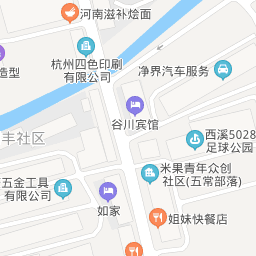 河南滋补烩面
杭州四色印刷
有限公司
造型
净界汽车服务
谷川宾馆
丰社区
西溪5028
足球公园
米果青年众创
社区(五常部落)
五金工具
有限公司
如家
姐妹快餐店